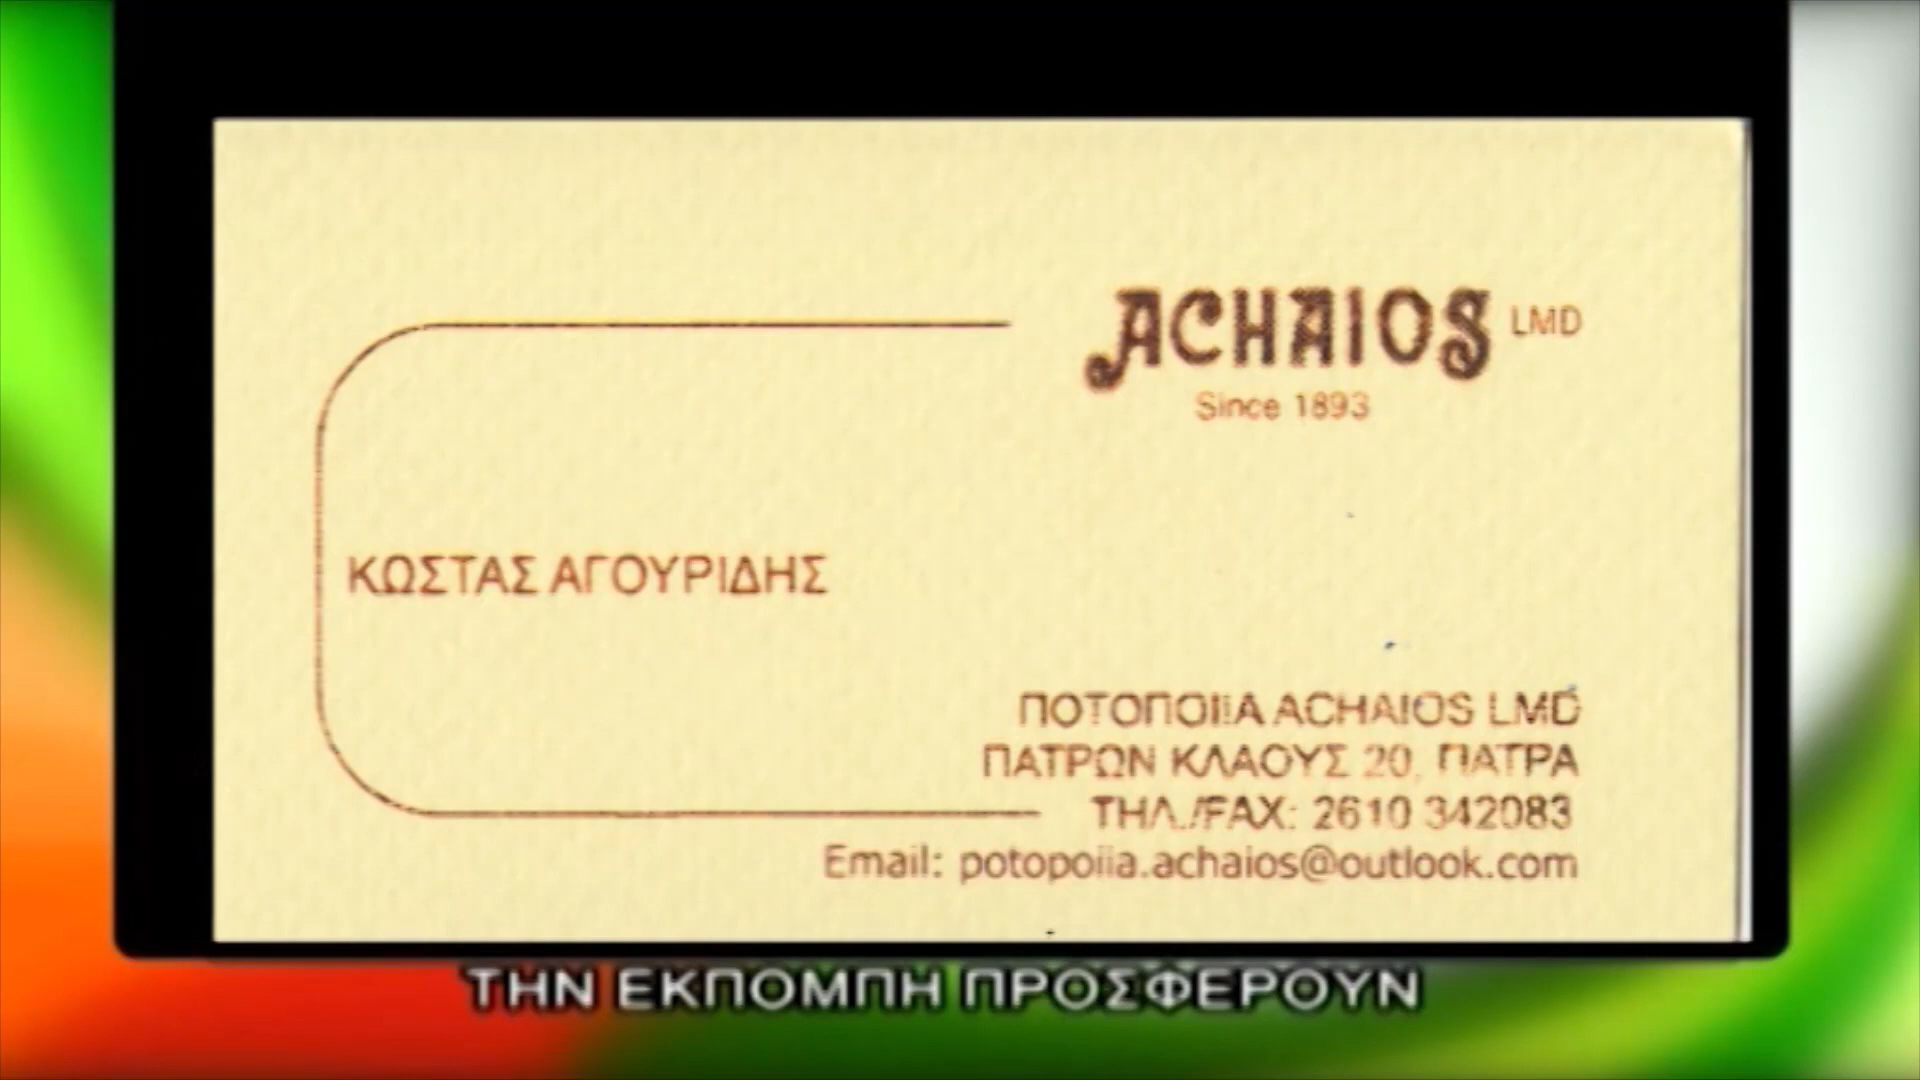 ACHAIOS LMD
Since 1893
ΚΩΣΤΑΣ ΑΓΟΥΡΙΔΗΣ
ΠΟΤΟΠΟΙΙΑ ACHAIOS LMD
ΠΑΤΡΩΝ ΚΛΑΟΥΣ 20, ΠΑΤΡΑ
ΤΗΛ./FAX: 2610 342083
Email: potopoiia.achaios@outlook.com
ΤΗΝ ΕΚΠΟΜΠΗ ΠΡΟΣΦΕΡΟΥΝ